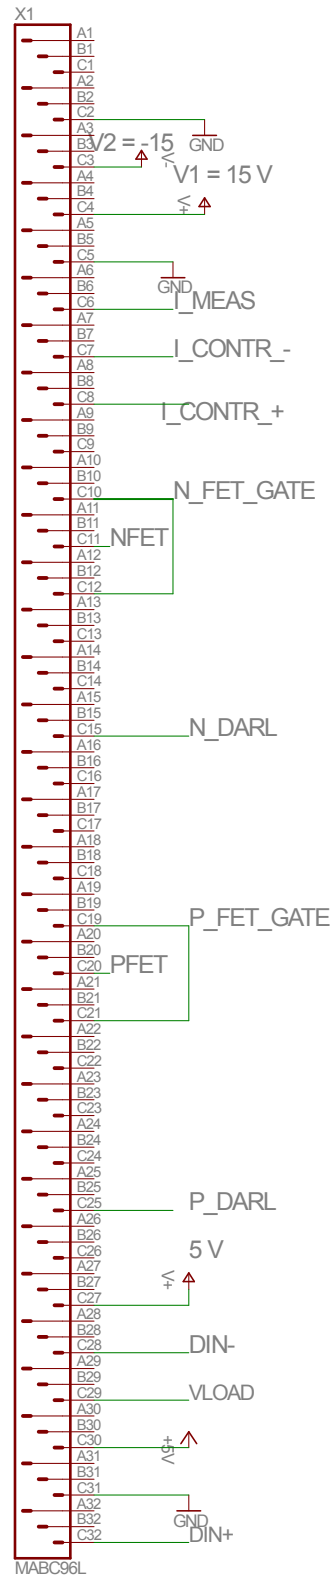 X1
A1
B1
C1
A2
B2
C2
GND
A3
V2 = -15
B3
C3
V-
V1 = 15 V
A4
B4
C4
V+
A5
B5
C5
GND
A6
B6
C6
I_MEAS
A7
B7
C7
I_CONTR_-
A8
B8
C8
I_CONTR_+
A9
B9
C9
A10
B10
C10
N_FET_GATE
A11
B11
C11
NFET
A12
B12
C12
A13
B13
C13
A14
B14
C14
A15
B15
C15
N_DARL
A16
B16
C16
A17
B17
C17
A18
B18
C18
A19
B19
C19
P_FET_GATE
A20
B20
C20
PFET
A21
B21
C21
A22
B22
C22
A23
B23
C23
A24
B24
C24
A25
B25
C25
P_DARL
A26
B26
C26
5 V
A27
B27
C27
V+
A28
B28
C28
DIN-
A29
B29
C29
VLOAD
A30
B30
C30
+5V
A31
B31
C31
GND
A32
B32
C32
DIN+
MABC96L